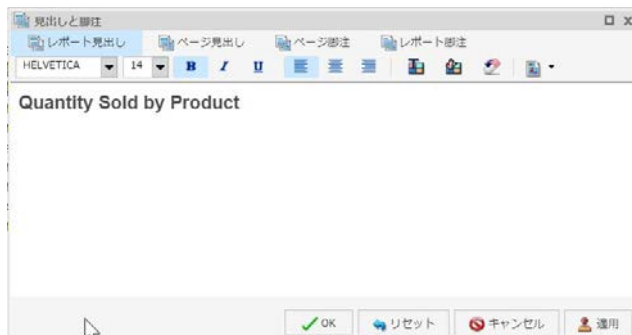 見出しと脚注
レポート見出し ページ見出し ページ脚注 レポート脚注
HELVETICA 14 B I U
Quantity Sold by Product
OK リセット キャンセル 適用